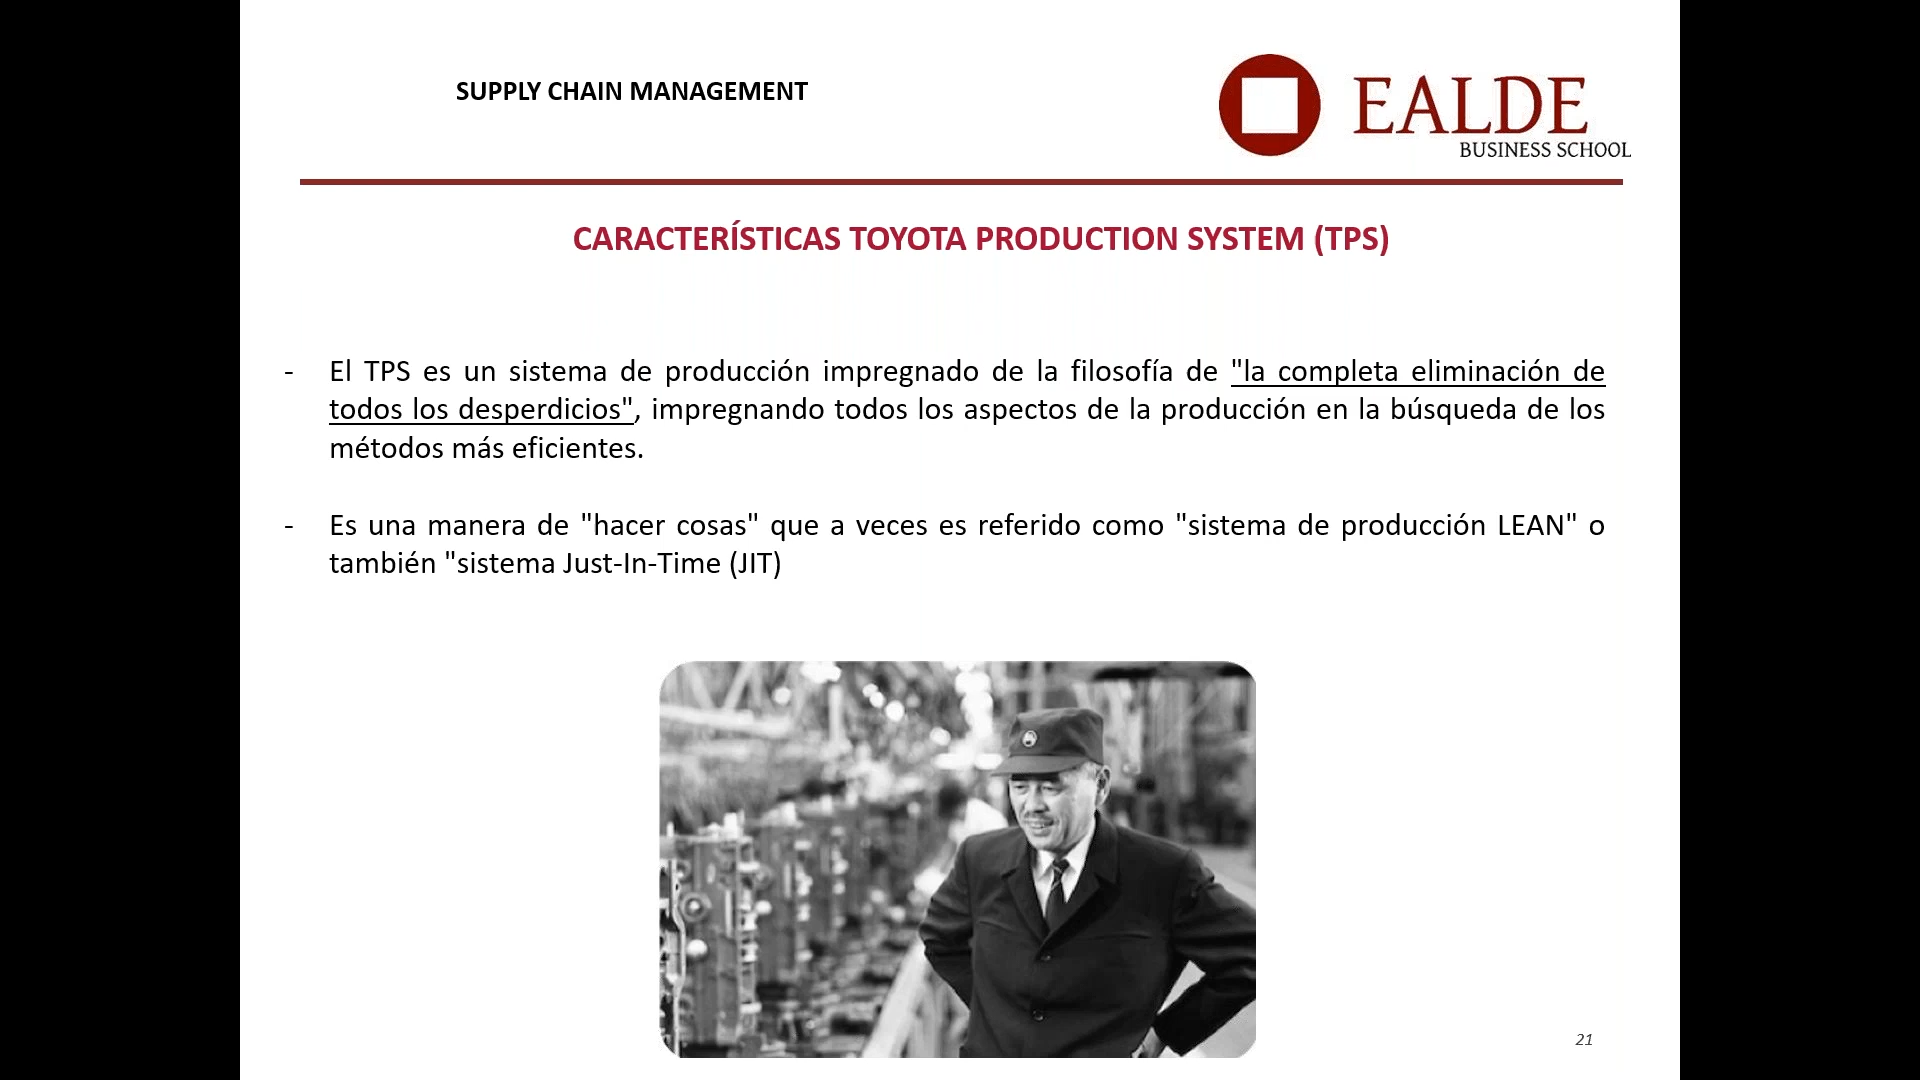 SUPPLY CHAIN MANAGEMENT
EALDE
BUSINESS SCHOOL
CARACTERÍSTICAS TOYOTA PRODUCTION SYSTEM (TPS)
- El TPS es un sistema de producción impregnado de la filosofía de "la completa eliminación de
todos los desperdicios", impregnando todos los aspectos de la producción en la búsqueda de los
métodos más eficientes.
- Es una manera de "hacer cosas" que a veces es referido como "sistema de producción LEAN" o
también "sistema Just-In-Time (JIT)
21